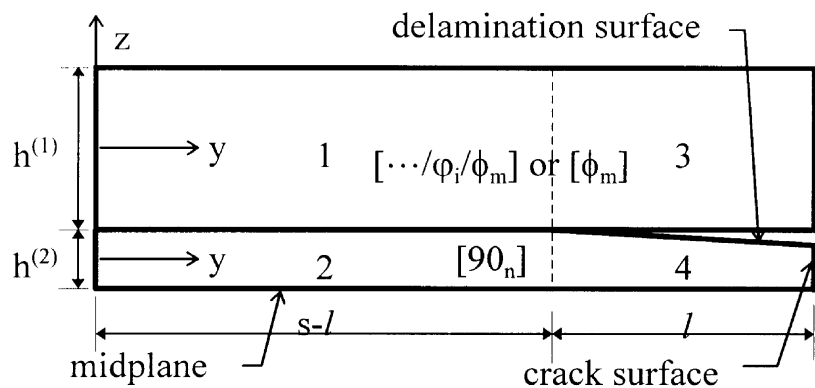 z
delamination surface
h⁽¹⁾
y
1
[···/φᵢ/ϕₘ] or [ϕₘ]
3
h⁽²⁾
y
2
[90ₙ]
4
s-l
l
midplane
crack surface